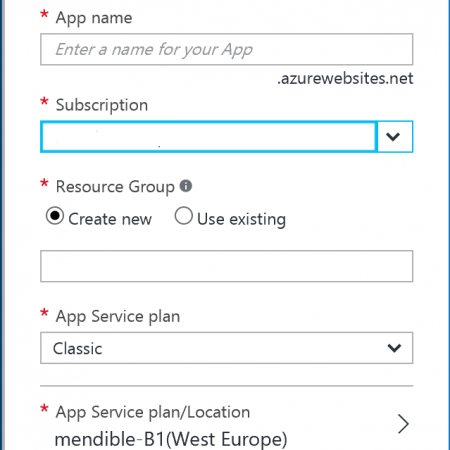 * App name
Enter a name for your App
.azurewebsites.net
* Subscription
* Resource Group
Create new Use existing
* App Service plan
Classic
* App Service plan/Location
mendible-B1(West Europe)